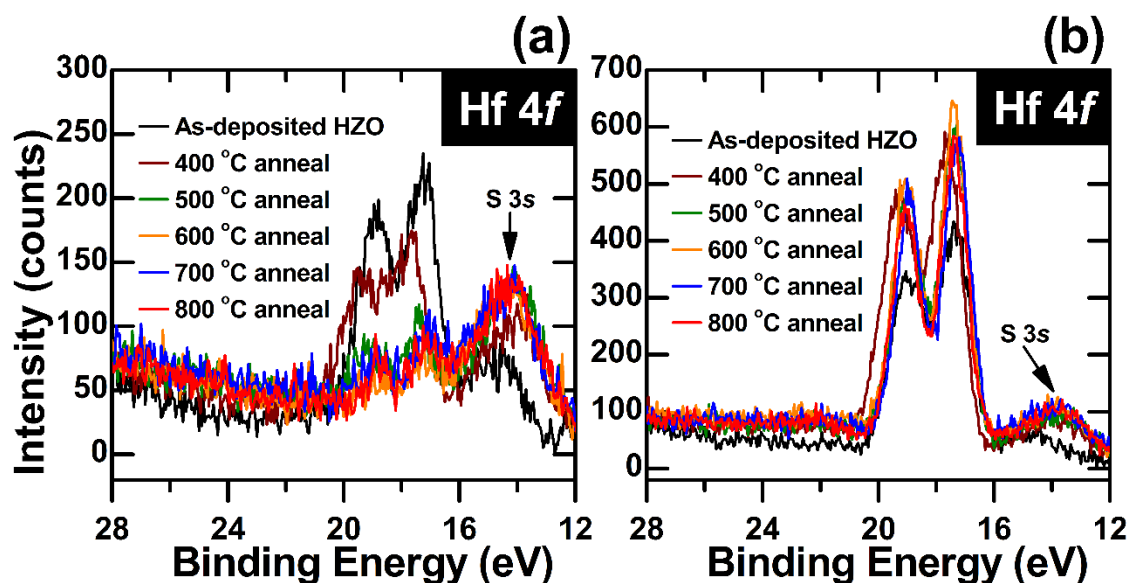 (a)
Hf 4f
As-deposited HZO
400 °C anneal
500 °C anneal
600 °C anneal
700 °C anneal
800 °C anneal
S 3s
300
250
200
150
100
50
0
28
24
20
16
12
Intensity (counts)
Binding Energy (eV)
(b)
Hf 4f
As-deposited HZO
400 °C anneal
500 °C anneal
600 °C anneal
700 °C anneal
800 °C anneal
S 3s
700
600
500
400
300
200
100
0
28
24
20
16
12
Binding Energy (eV)